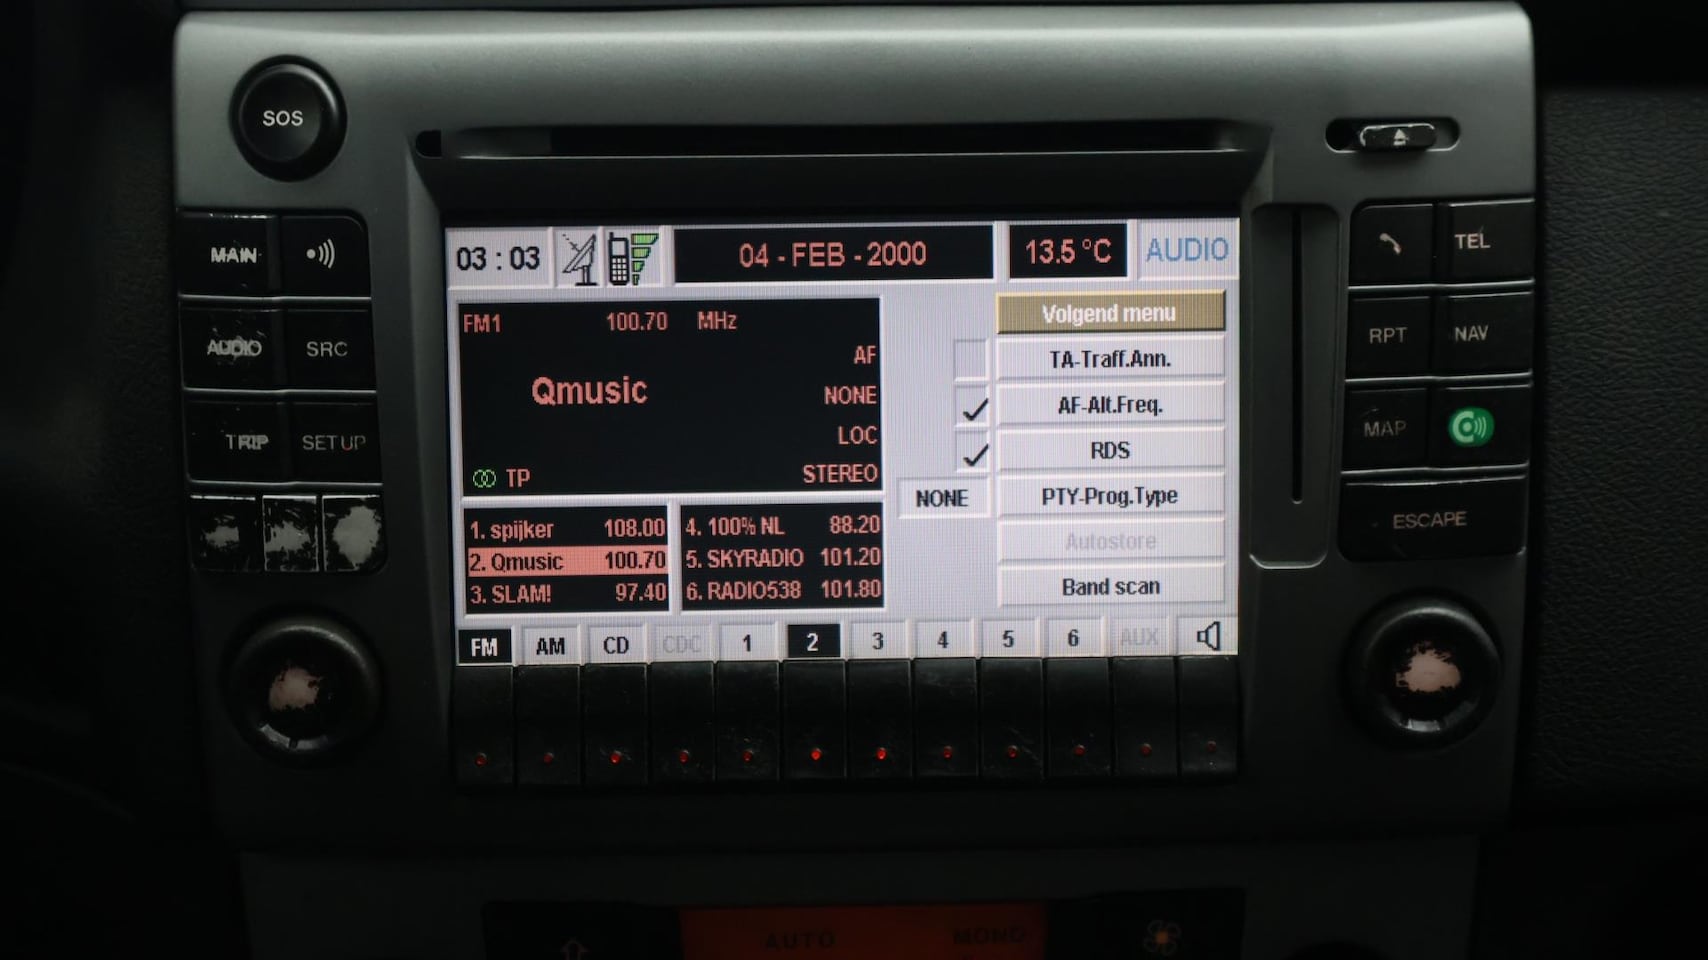 SOS
MAIN
AUDIO SRC
TRIP SETUP
03 : 03 04 - FEB - 2000 13.5 °C AUDIO
FM1 100.70 MHz
AF
Qmusic
NONE
LOC
TP STEREO
1. spijker 108.00
2. Qmusic 100.70
3. SLAM! 97.40
4. 100% NL 88.20
5. SKYRADIO 101.20
6. RADIO538 101.80
Volgend menu
TA-Traff.Ann.
AF-Alt.Freq.
RDS
NONE PTY-Prog.Type
Autostore
Band scan
FM AM CD CDC 1 2 3 4 5 6 AUX
TEL
RPT NAV
MAP
ESCAPE
AUTO MONO